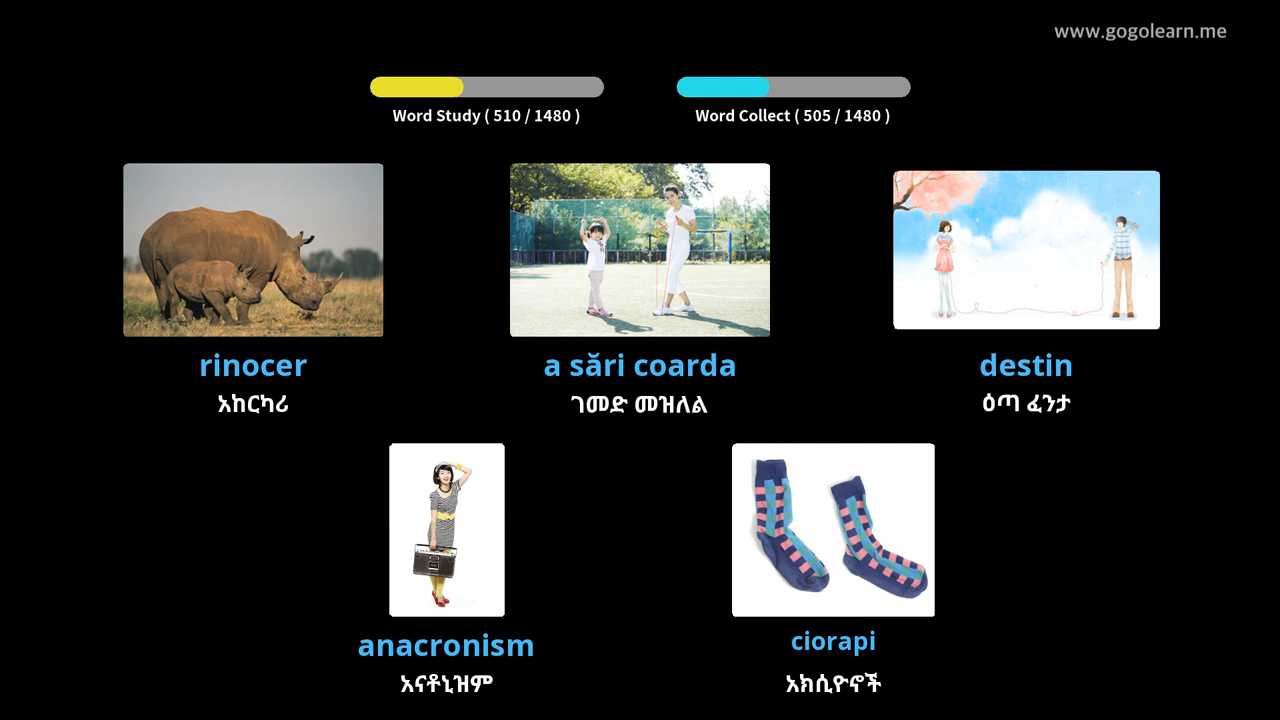 www.gogolearn.me
Word Study ( 510 / 1480 )
Word Collect ( 505 / 1480 )
rinocer
አከርካሪ
a sări coarda
ገመድ መዝለል
destin
ዕጣ ፈንታ
anacronism
አናቶኒዝም
ciorapi
አክሲዮኖች